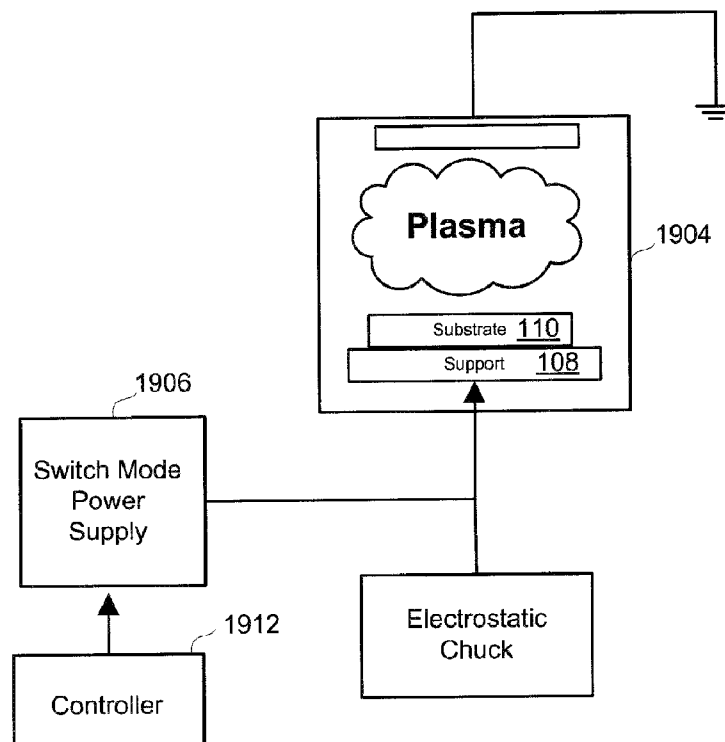 Plasma
1904
Substrate 110
Support 108
1906
Switch Mode
Power
Supply
1912
Electrostatic
Chuck
Controller